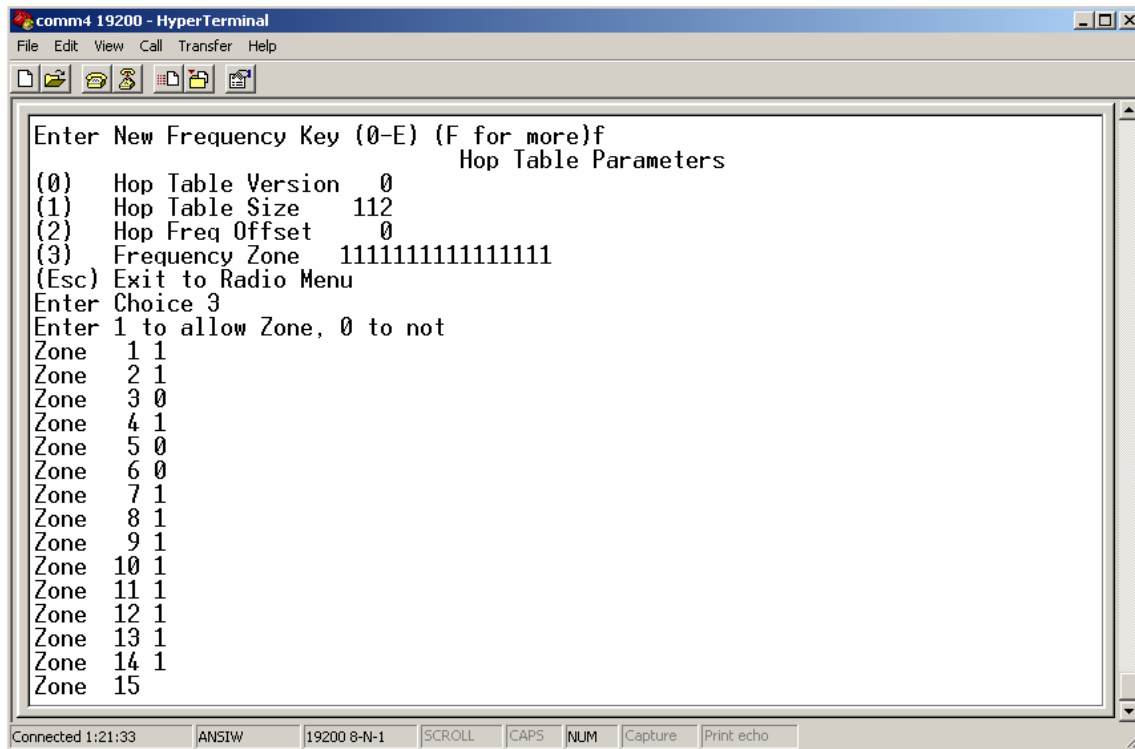 comm4 19200 - HyperTerminal
File Edit View Call Transfer Help
Enter New Frequency Key (0-E) (F for more)f
Hop Table Parameters
(0) Hop Table Version 0
(1) Hop Table Size 112
(2) Hop Freq Offset 0
(3) Frequency Zone 1111111111111111
(Esc) Exit to Radio Menu
Enter Choice 3
Enter 1 to allow Zone, 0 to not
Zone 1 1
Zone 2 1
Zone 3 0
Zone 4 1
Zone 5 0
Zone 6 0
Zone 7 1
Zone 8 1
Zone 9 1
Zone 10 1
Zone 11 1
Zone 12 1
Zone 13 1
Zone 14 1
Zone 15
Connected 1:21:33 ANSIW 19200 8-N-1 SCROLL CAPS NUM Capture Print echo